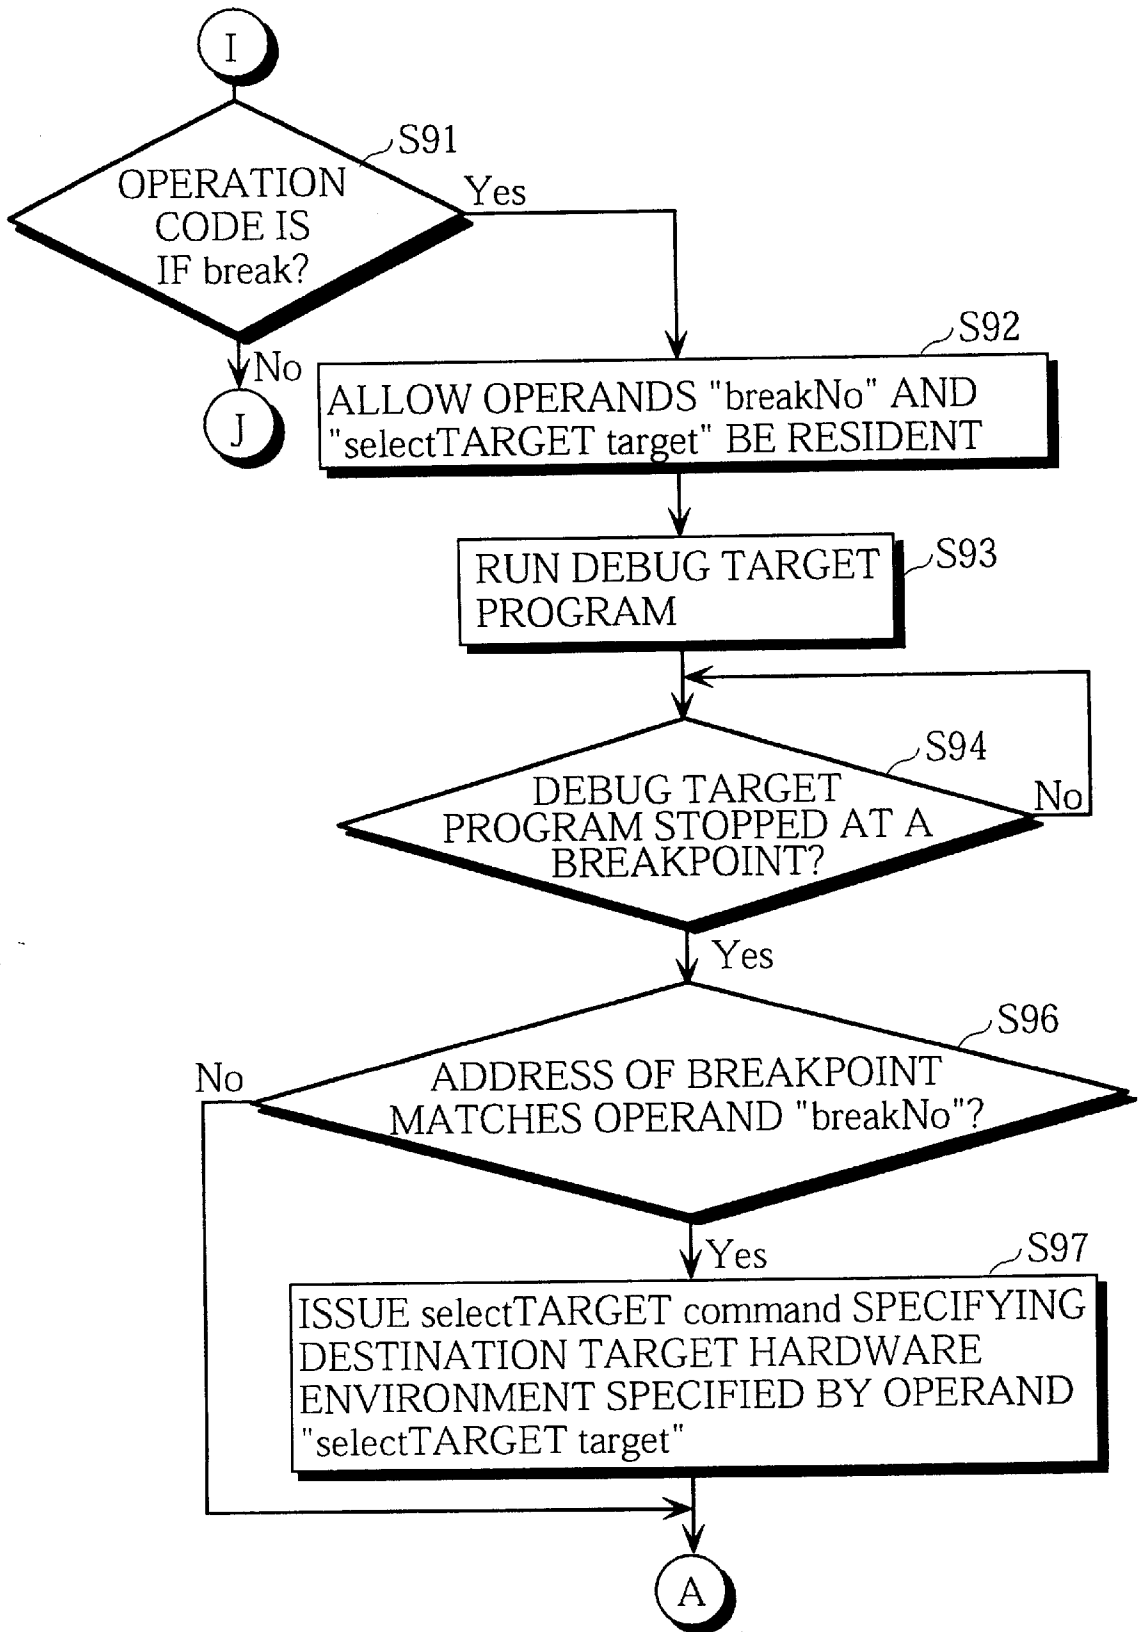 I
S91
OPERATION
CODE IS
IF break?
Yes
No
J
S92
ALLOW OPERANDS "breakNo" AND
"selectTARGET target" BE RESIDENT
RUN DEBUG TARGET
PROGRAM
S93
S94
DEBUG TARGET
PROGRAM STOPPED AT A
BREAKPOINT?
No
Yes
S96
No
ADDRESS OF BREAKPOINT
MATCHES OPERAND "breakNo"?
Yes
S97
ISSUE selectTARGET command SPECIFYING
DESTINATION TARGET HARDWARE
ENVIRONMENT SPECIFIED BY OPERAND
"selectTARGET target"
A